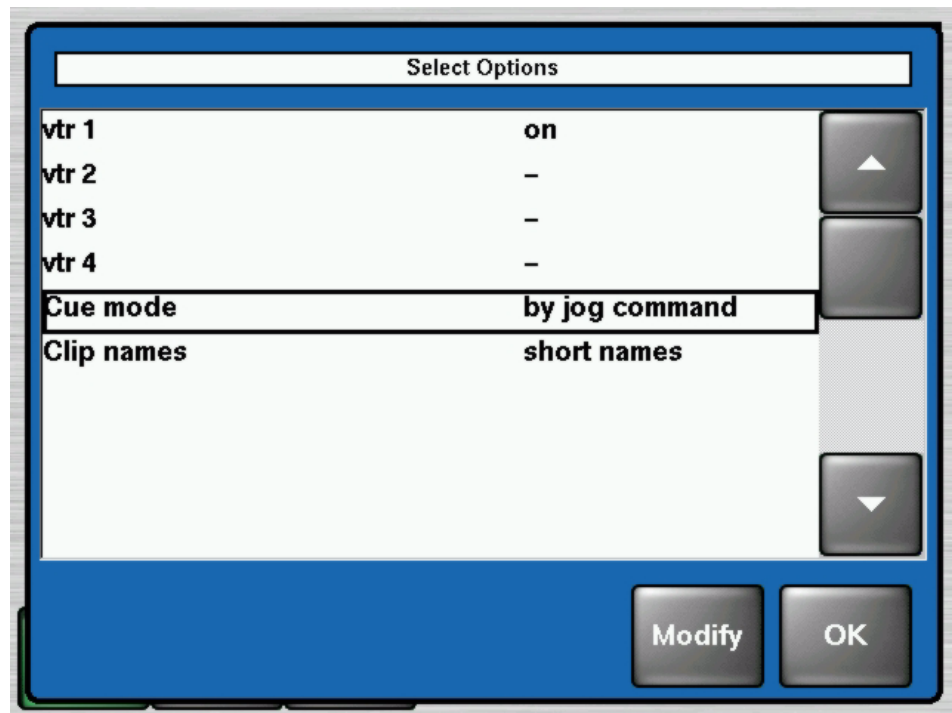 Select Options
vtr 1 on
vtr 2 –
vtr 3 –
vtr 4 –
Cue mode by jog command
Clip names short names
Modify OK